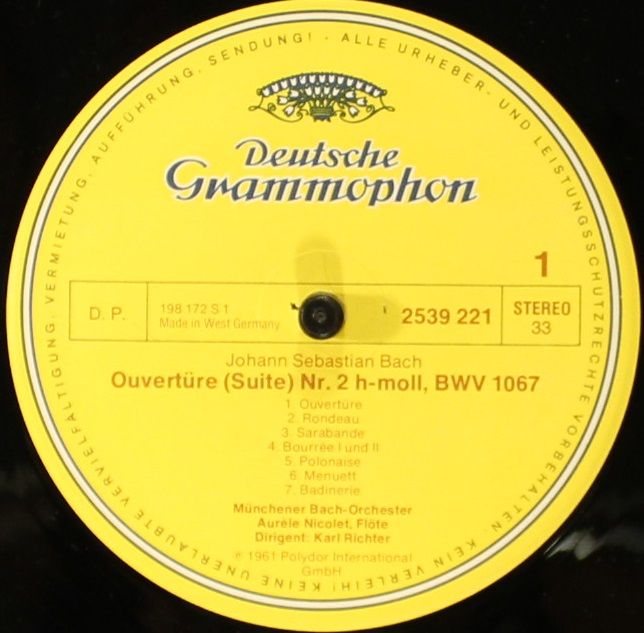 KEINE UNERLAUBTE VERVIELFÄLTIGUNG, VERMIETUNG, AUFFÜHRUNG, SENDUNG! · ALLE URHEBER- UND LEISTUNGSSCHUTZRECHTE VORBEHALTEN · KEIN VERLEIH!
Deutsche
Grammophon
1
D. P.
198 172 S 1
Made in West Germany
2539 221
STEREO
33
Johann Sebastian Bach
Ouvertüre (Suite) Nr. 2 h-moll, BWV 1067
1. Ouvertüre
2. Rondeau
3. Sarabande
4. Bourrée I und II
5. Polonaise
6. Menuett
7. Badinerie
Münchener Bach-Orchester
Aurèle Nicolet, Flöte
Dirigent: Karl Richter
℗ 1961 Polydor International
GmbH